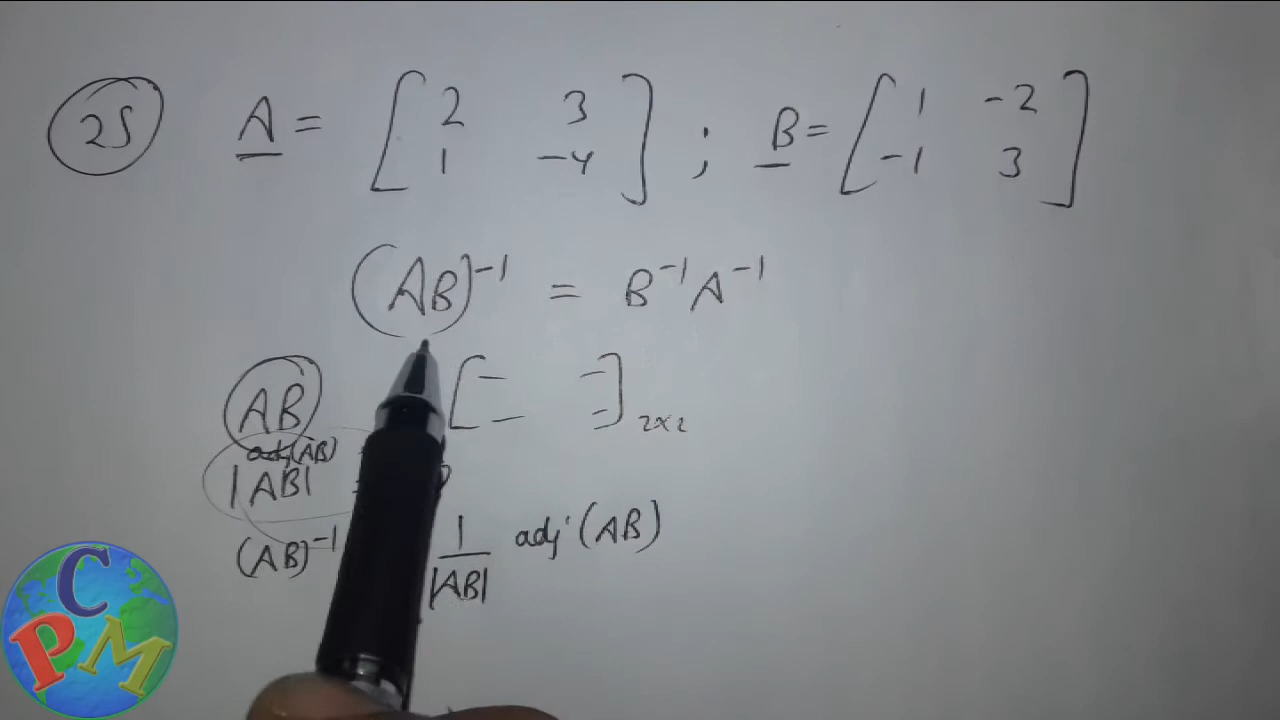 25 A = [ 2 3 ; B = [ 1 -2
1 -4 ] -1 3 ]
(AB)⁻¹ = B⁻¹A⁻¹
AB [ ] 2x2
adj(AB)
|AB|
(AB)⁻¹ 1/|AB| adj(AB)
CPM